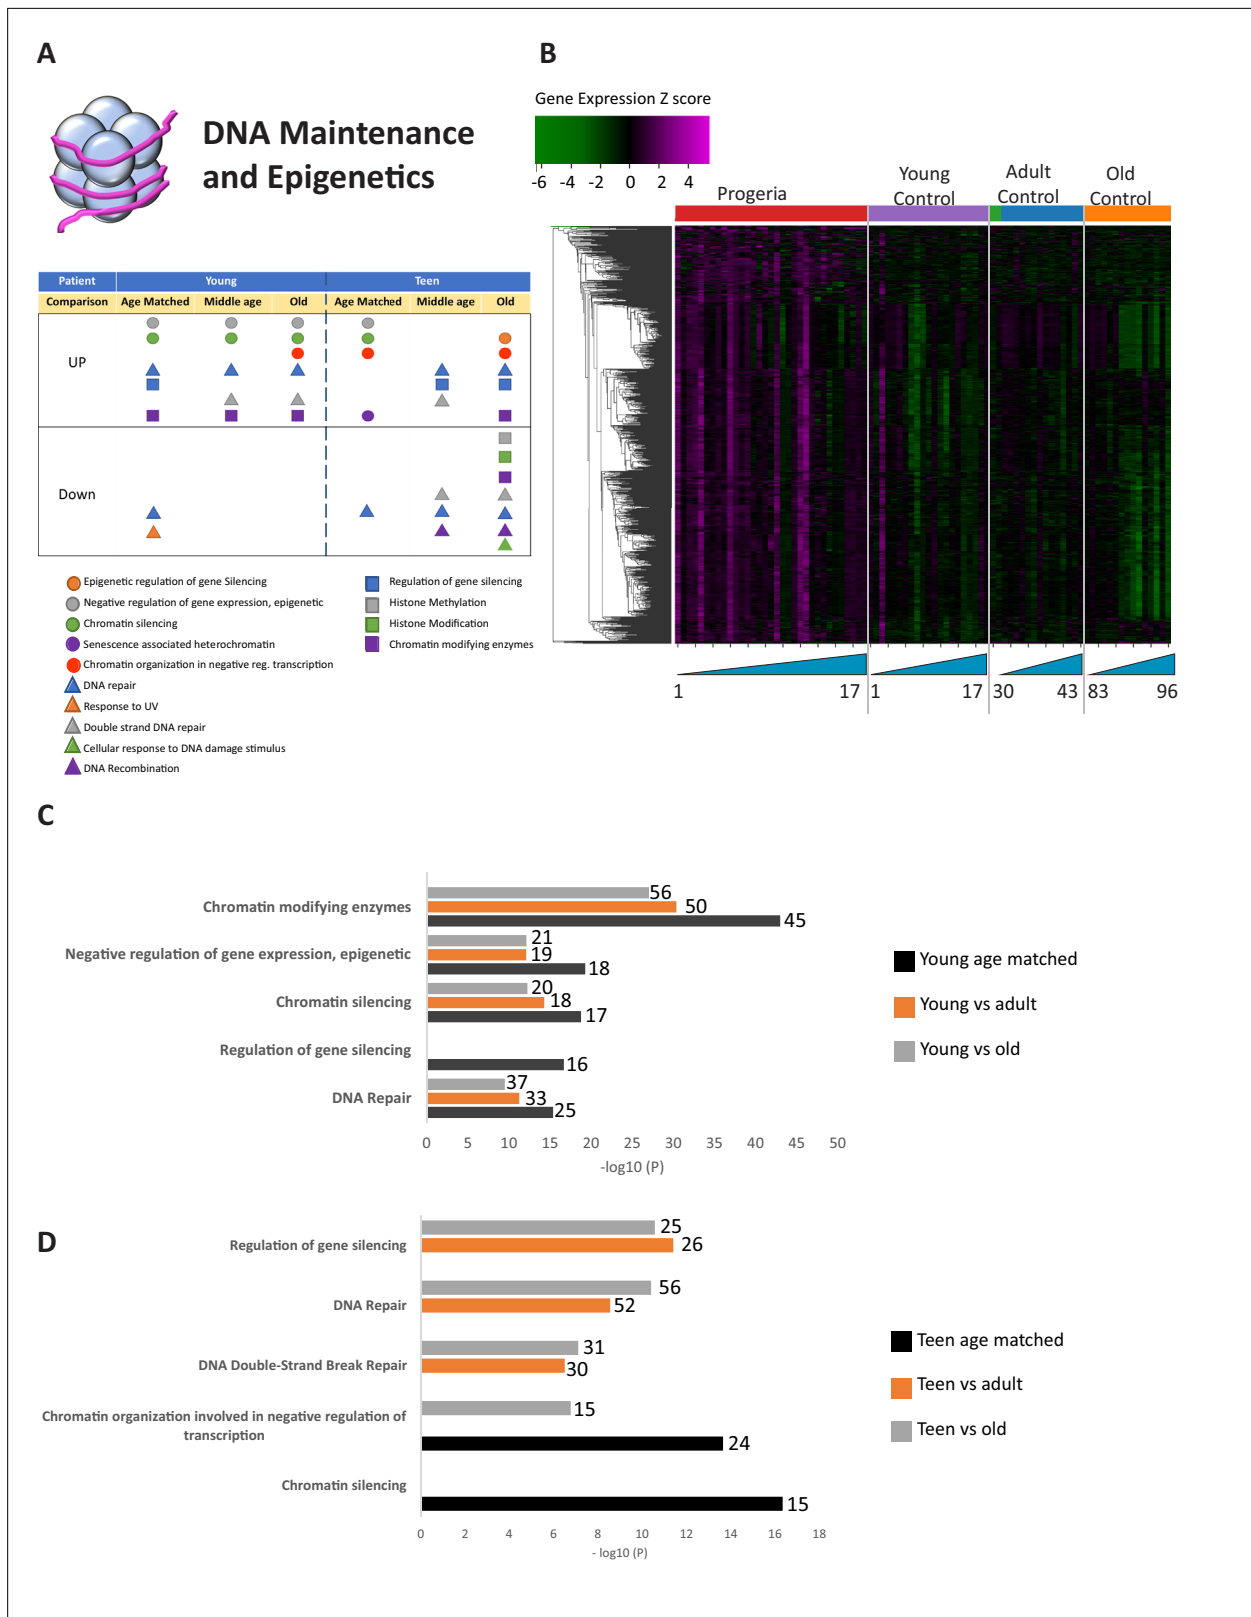 A
DNA Maintenance
and Epigenetics
Patient Young Teen
Comparison Age Matched Middle age Old Age Matched Middle age Old
UP
Down
Epigenetic regulation of gene Silencing
Negative regulation of gene expression, epigenetic
Chromatin silencing
Senescence associated heterochromatin
Chromatin organization in negative reg. transcription
DNA repair
Response to UV
Double strand DNA repair
Cellular response to DNA damage stimulus
DNA Recombination
Regulation of gene silencing
Histone Methylation
Histone Modification
Chromatin modifying enzymes
B
Gene Expression Z score
-6 -4 -2 0 2 4
Progeria
Young
Control
Adult
Control
Old
Control
1 17 1 17 30 43 83 96
C
Chromatin modifying enzymes
56
50
45
Negative regulation of gene expression, epigenetic
21
19
18
Chromatin silencing
20
18
17
Regulation of gene silencing
16
DNA Repair
37
33
25
0 5 10 15 20 25 30 35 40 45 50
-log10 (P)
Young age matched
Young vs adult
Young vs old
D
Regulation of gene silencing
25
26
DNA Repair
56
52
DNA Double-Strand Break Repair
31
30
Chromatin organization involved in negative regulation of
transcription
15
24
Chromatin silencing
15
0 2 4 6 8 10 12 14 16 18
- log10 (P)
Teen age matched
Teen vs adult
Teen vs old